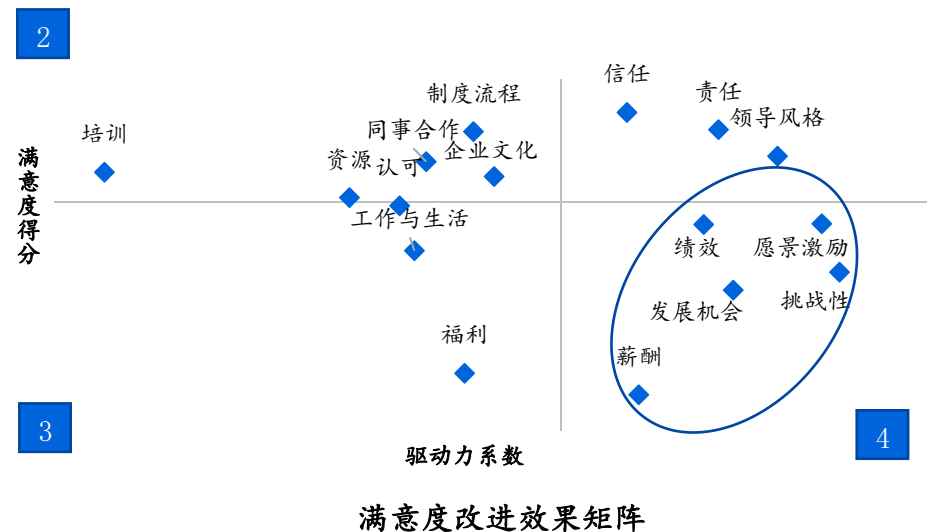 2
信任
制度流程
责任
培训
同事合作
领导风格
资源
认可
企业文化
满意度得分
工作与生活
绩效
愿景激励
发展机会
挑战性
福利
薪酬
3
4
驱动力系数
满意度改进效果矩阵